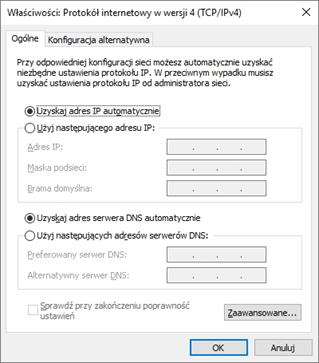 Właściwości: Protokół internetowy w wersji 4 (TCP/IPv4)
Ogólne
Konfiguracja alternatywna
Przy odpowiedniej konfiguracji sieci możesz automatycznie uzyskać
niezbędne ustawienia protokołu IP. W przeciwnym wypadku musisz
uzyskać ustawienia protokołu IP od administratora sieci.
Uzyskaj adres IP automatycznie
Użyj następującego adresu IP:
Adres IP:
Maska podsieci:
Brama domyślna:
Uzyskaj adres serwera DNS automatycznie
Użyj następujących adresów serwerów DNS:
Preferowany serwer DNS:
Alternatywny serwer DNS:
Sprawdź przy zakończeniu poprawność
ustawień
Zaawansowane...
OK
Anuluj